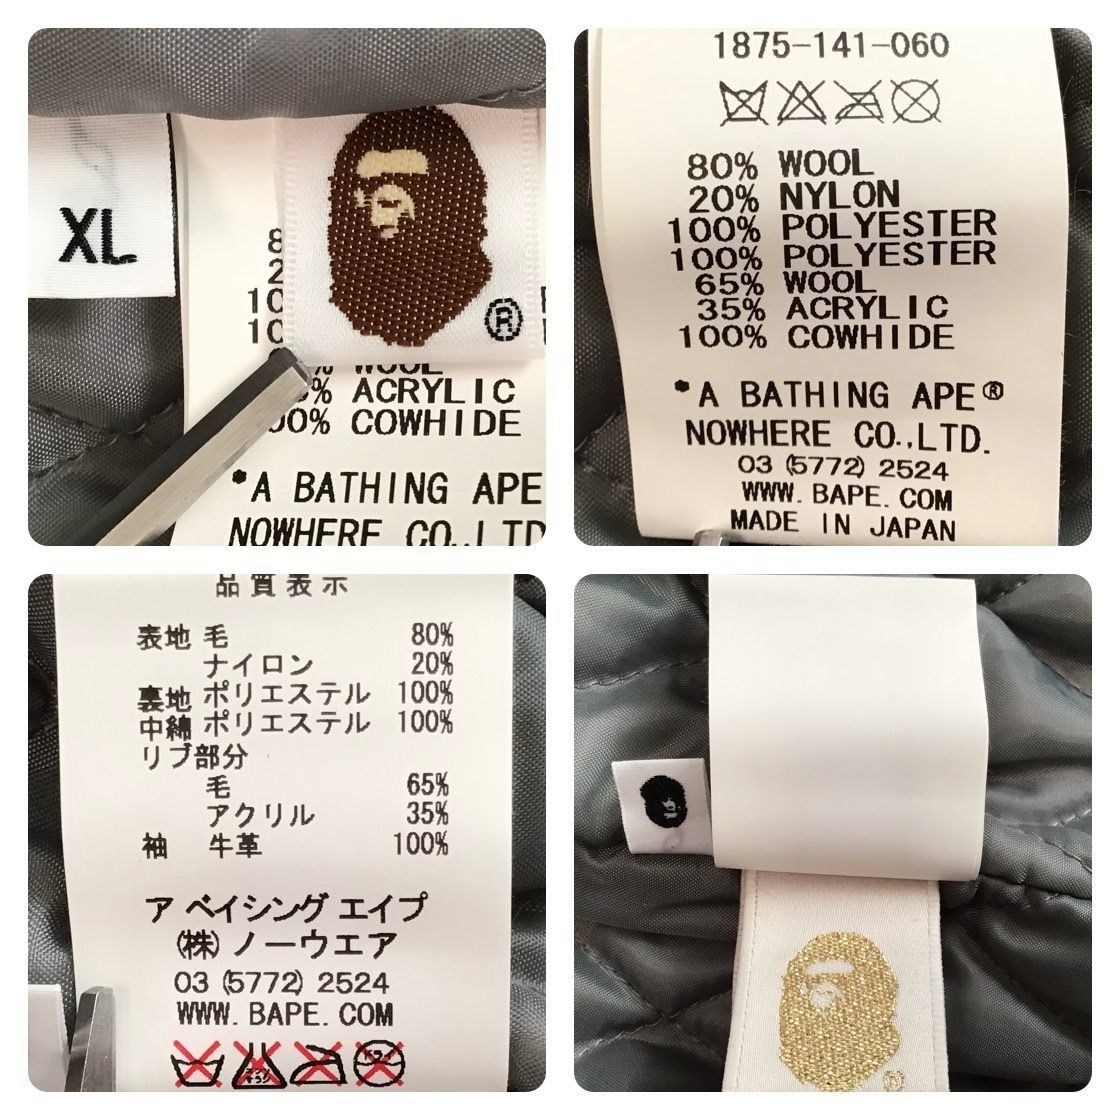 XL
8
2
10
10
®
% WOOL
% ACRYLIC
00% COWHIDE
*A BATHING APE
NOWHERE CO.,LTD
1875-141-060
80% WOOL
20% NYLON
100% POLYESTER
100% POLYESTER
65% WOOL
35% ACRYLIC
100% COWHIDE
*A BATHING APE®
NOWHERE CO.,LTD.
03 (5772) 2524
WWW.BAPE.COM
MADE IN JAPAN
品質表示
表地 毛 80%
ナイロン 20%
裏地 ポリエステル 100%
中綿 ポリエステル 100%
リブ部分
毛 65%
アクリル 35%
袖 牛革 100%
ア ベイシング エイプ
(株) ノーウエア
03 (5772) 2524
WWW.BAPE.COM
®